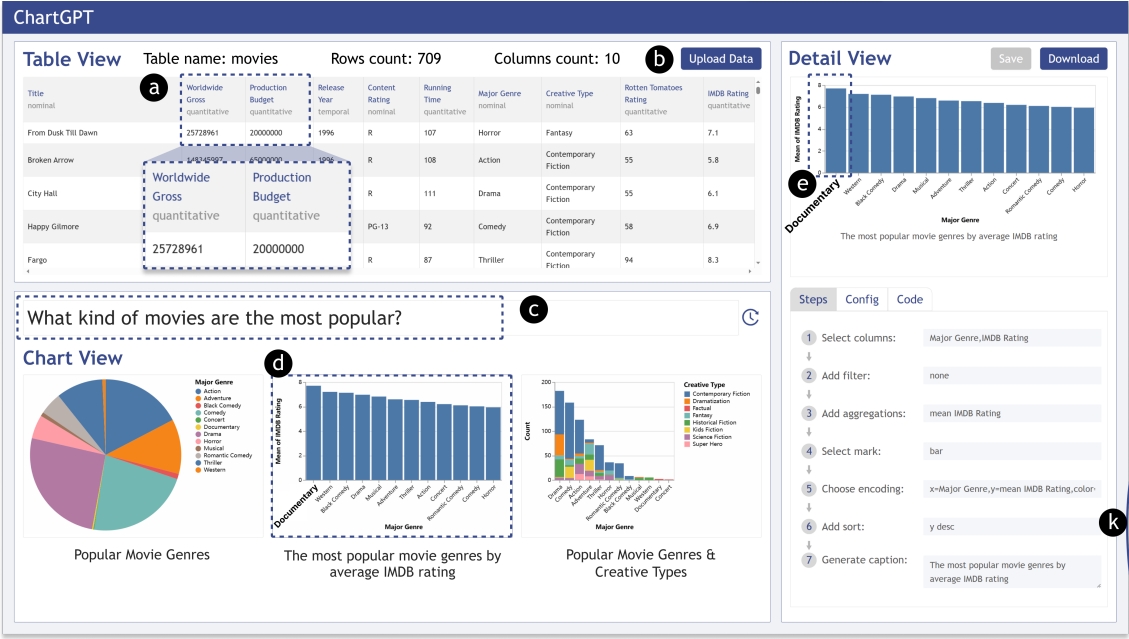 ChartGPT
Table View Table name: movies Rows count: 709 Columns count: 10 b Upload Data
a
Title Worldwide Gross Production Budget Release Year Content Rating Running Time Major Genre Creative Type Rotten Tomatoes Rating IMDB Rating
nominal quantitative quantitative temporal nominal quantitative nominal nominal quantitative quantitative
From Dusk Till Dawn 25728961 20000000 1996 R 107 Horror Fantasy 63 7.1
Broken Arrow 148345997 65000000 1996 R 108 Action Contemporary Fiction 55 5.8
City Hall R 111 Drama Contemporary Fiction 55 6.1
Happy Gilmore PG-13 92 Comedy Contemporary Fiction 58 6.9
Fargo R 87 Thriller Contemporary Fiction 94 8.3
Worldwide Gross Production Budget
quantitative quantitative
25728961 20000000
What kind of movies are the most popular?
c
Chart View
d
Major Genre
Action
Adventure
Black Comedy
Comedy
Concert
Documentary
Drama
Horror
Musical
Romantic Comedy
Thriller
Western
Popular Movie Genres
Mean of IMDB Rating
8
6
4
2
0
Documentary
Western
Black Comedy
Drama
Musical
Adventure
Thriller
Action
Concert
Romantic Comedy
Comedy
Horror
Major Genre
The most popular movie genres by
average IMDB rating
Count
200
150
100
50
0
Drama
Comedy
Action
Adventure
Thriller
Horror
Romantic Comedy
Black Comedy
Musical
Western
Documentary
Concert
Major Genre
Creative Type
Contemporary Fiction
Dramatization
Factual
Fantasy
Historical Fiction
Kids Fiction
Science Fiction
Super Hero
Popular Movie Genres &
Creative Types
Detail View Save Download
Mean of IMDB Rating
8
6
4
2
0
e
Documentary
Western
Black Comedy
Drama
Musical
Adventure
Thriller
Action
Concert
Romantic Comedy
Comedy
Horror
Major Genre
The most popular movie genres by average IMDB rating
Steps Config Code
1 Select columns: Major Genre,IMDB Rating
2 Add filter: none
3 Add aggregations: mean IMDB Rating
4 Select mark: bar
5 Choose encoding: x=Major Genre,y=mean IMDB Rating,color-
6 Add sort: y desc
k
7 Generate caption: The most popular movie genres by
average IMDB rating